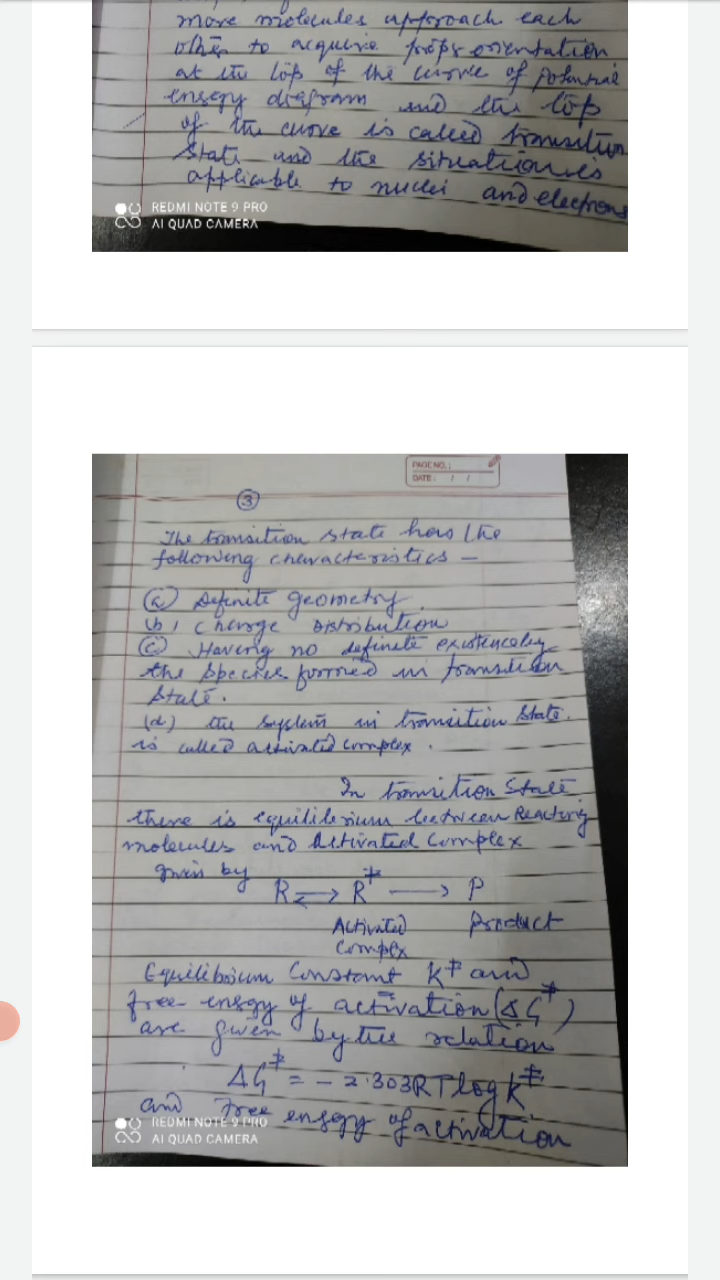 more molecules approach each
other to acquire proper orientation
at the top of the curve of potential
energy diagram and the top
of the curve is called transition
state and the situation is
applicable to nuclei and electrons
REDMI NOTE 9 PRO
AI QUAD CAMERA
PAGE NO.:
DATE: / /
3
The transition state has the
following characteristics —
(a) Definite geometry
(b) charge Distribution
(c) Having no definite existence by
the species formed in transition
state.
(d) the system in transition state.
is called activated complex.
In transition state
there is equilibrium between Reacting
molecules and Activated complex
given by
R ⇌ R‡ → P
Activated Product
Complex
Equilibrium Constant K‡ and
free energy of activation (ΔG‡)
are given by the relation
ΔG‡ = - 2.303RT log K‡
and free energy of activation
REDMI NOTE 9 PRO
AI QUAD CAMERA